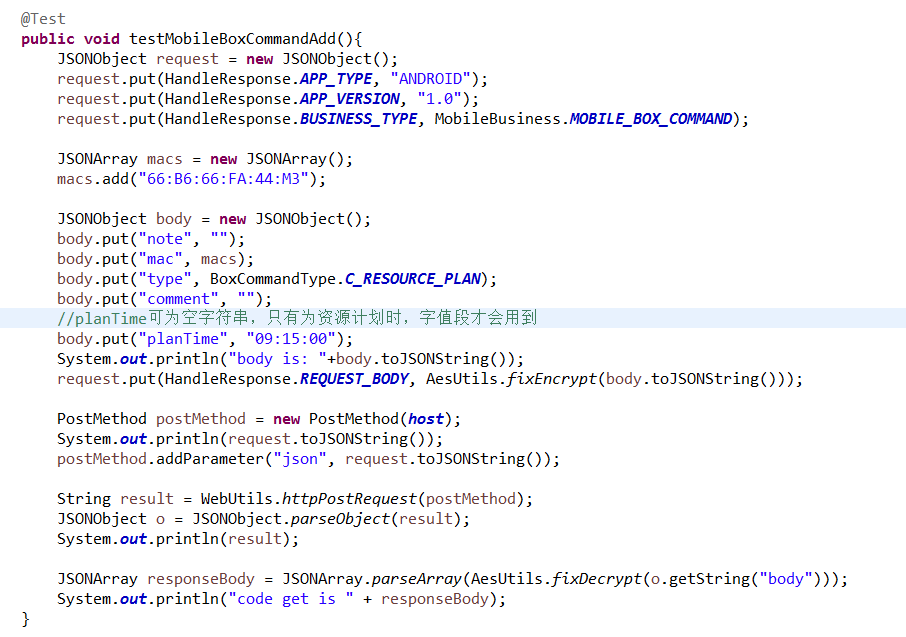 @Test
public void testMobileBoxCommandAdd(){
JSONObject request = new JSONObject();
request.put(HandleResponse.APP_TYPE, "ANDROID");
request.put(HandleResponse.APP_VERSION, "1.0");
request.put(HandleResponse.BUSINESS_TYPE, MobileBusiness.MOBILE_BOX_COMMAND);
JSONArray macs = new JSONArray();
macs.add("66:B6:66:FA:44:M3");
JSONObject body = new JSONObject();
body.put("note", "");
body.put("mac", macs);
body.put("type", BoxCommandType.C_RESOURCE_PLAN);
body.put("comment", "");
//planTime可为空字符串，只有为资源计划时，字值段才会用到
body.put("planTime", "09:15:00");
System.out.println("body is: "+body.toJSONString());
request.put(HandleResponse.REQUEST_BODY, AesUtils.fixEncrypt(body.toJSONString()));
PostMethod postMethod = new PostMethod(host);
System.out.println(request.toJSONString());
postMethod.addParameter("json", request.toJSONString());
String result = WebUtils.httpPostRequest(postMethod);
JSONObject o = JSONObject.parseObject(result);
System.out.println(result);
JSONArray responseBody = JSONArray.parseArray(AesUtils.fixDecrypt(o.getString("body")));
System.out.println("code get is " + responseBody);
}